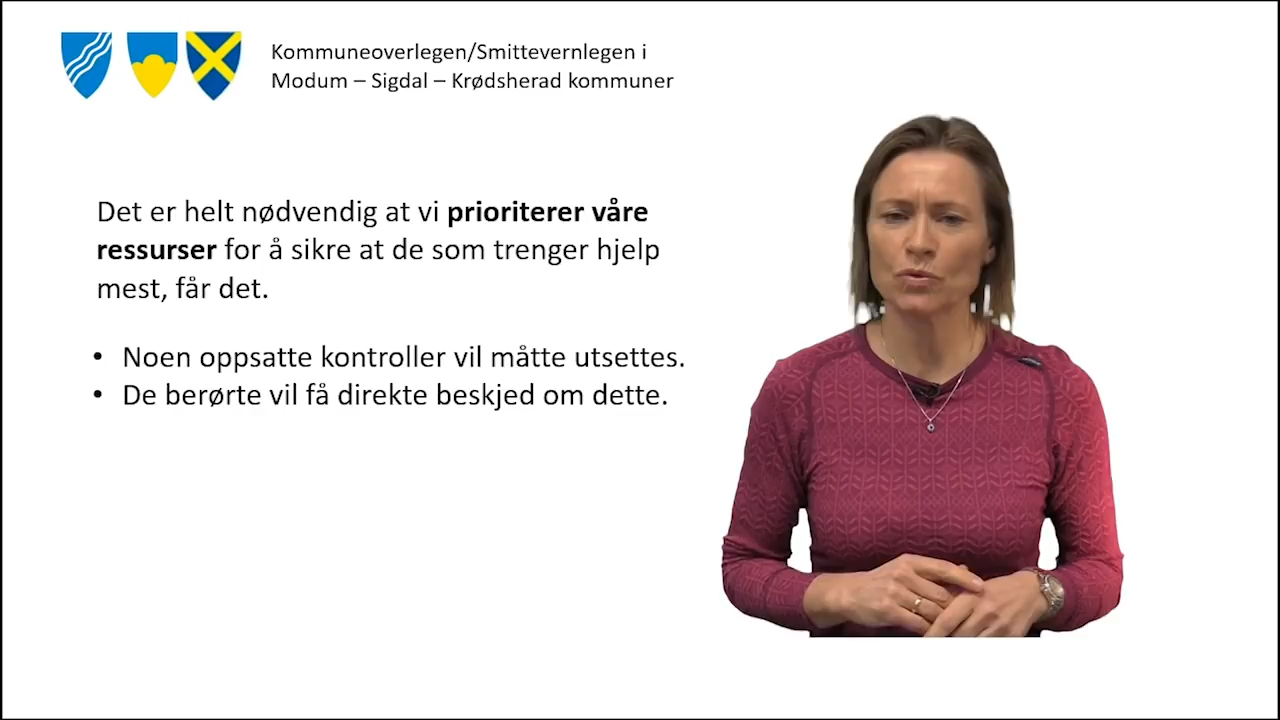 Kommuneoverlegen/Smittevernlegen i
Modum – Sigdal – Krødsherad kommuner
Det er helt nødvendig at vi prioriterer våre
ressurser for å sikre at de som trenger hjelp
mest, får det.
• Noen oppsatte kontroller vil måtte utsettes.
• De berørte vil få direkte beskjed om dette.